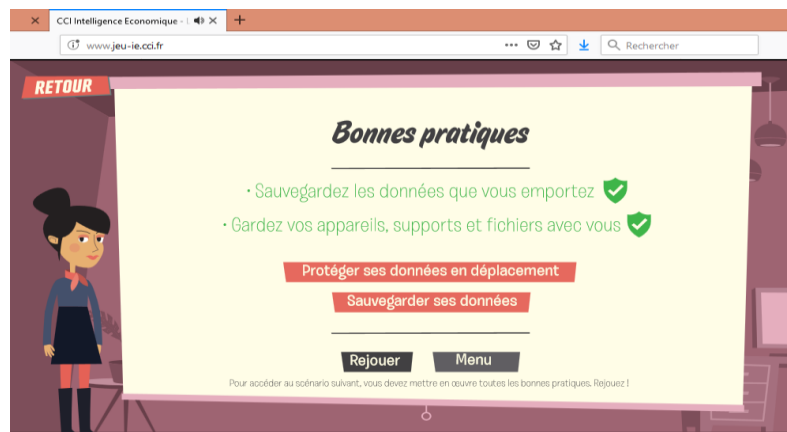 CCI Intelligence Economique - L
www.jeu-ie.cci.fr
Rechercher
RETOUR
Bonnes pratiques
• Sauvegardez les données que vous emportez
• Gardez vos appareils, supports et fichiers avec vous
Protéger ses données en déplacement
Sauvegarder ses données
Rejouer Menu
Pour accéder au scénario suivant, vous devez mettre en œuvre toutes les bonnes pratiques. Rejouez !